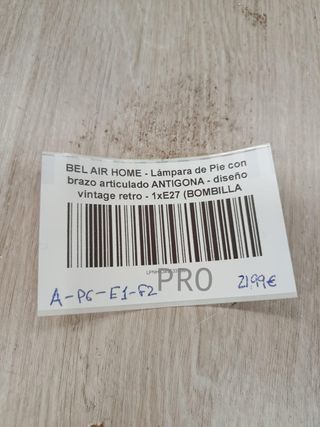 BEL AIR HOME - Lámpara de Pie con
brazo articulado ANTIGONA - diseño
vintage retro - 1xE27 (BOMBILLA
PRO
A-P6-E1-F2
21'99€